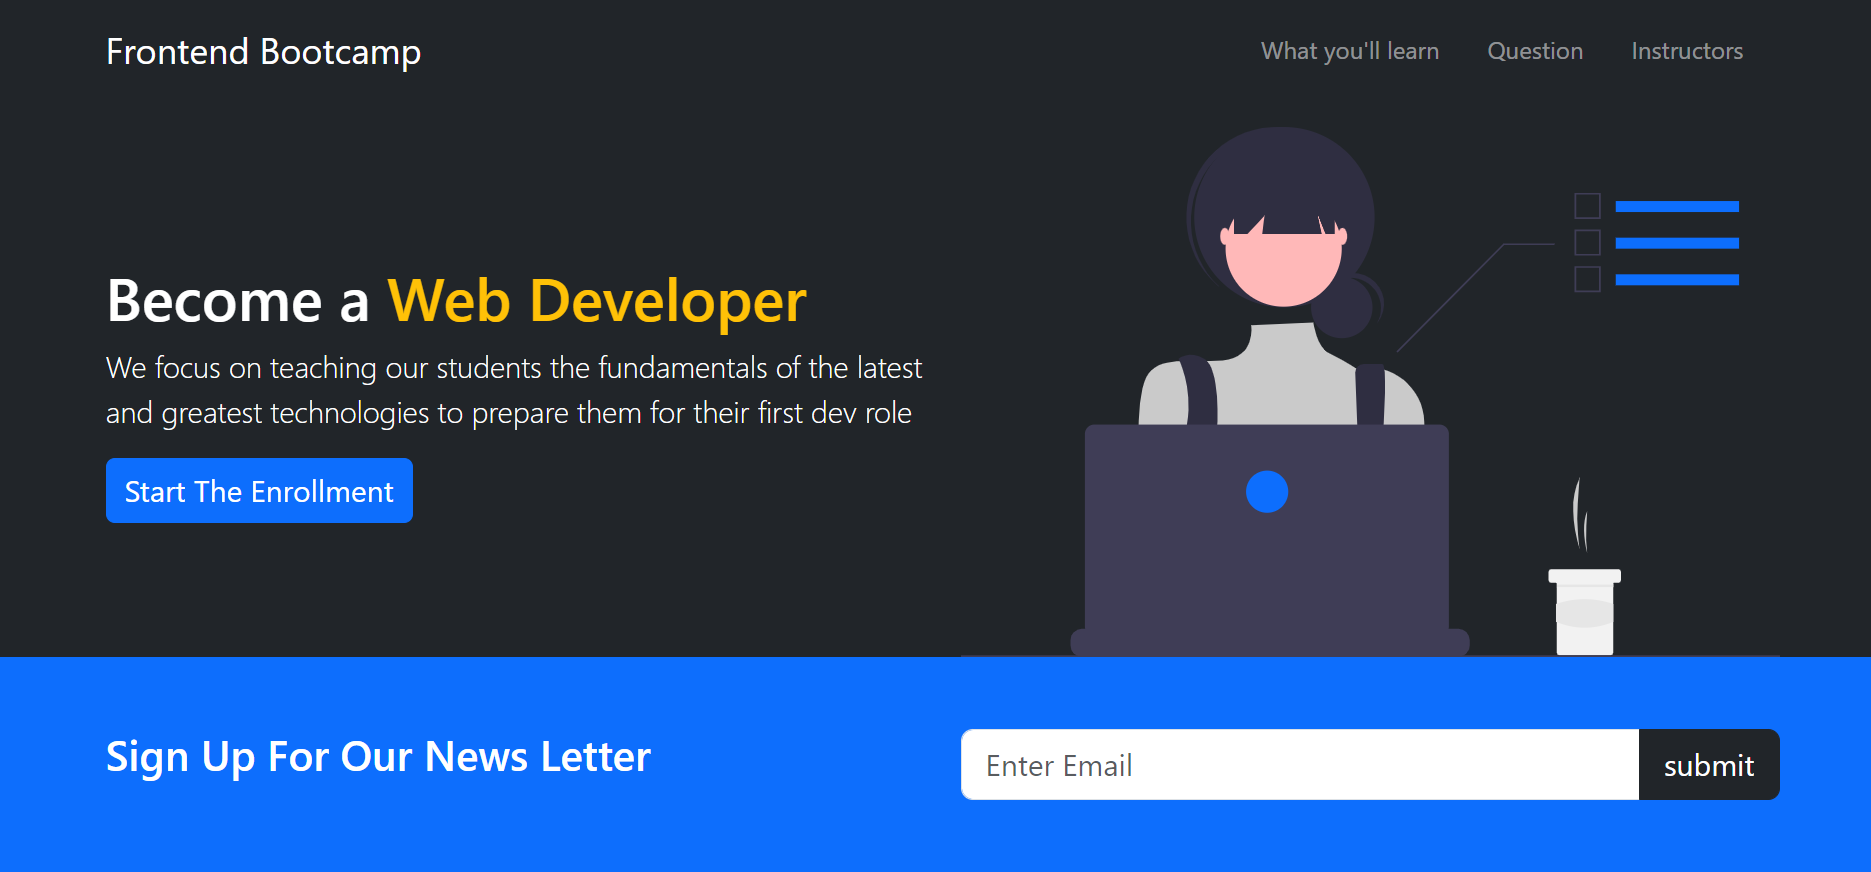 Frontend Bootcamp
What you'll learn
Question
Instructors
Become a Web Developer
We focus on teaching our students the fundamentals of the latest
and greatest technologies to prepare them for their first dev role
Start The Enrollment
Sign Up For Our News Letter
Enter Email
submit